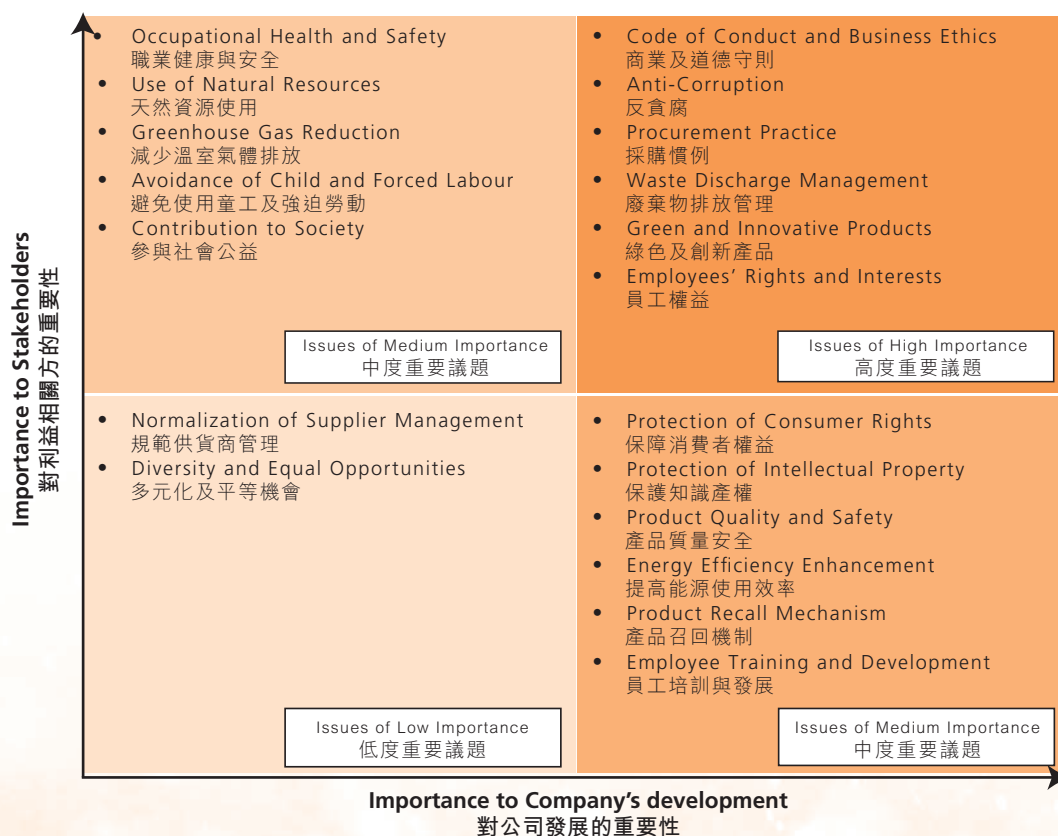 Importance to Stakeholders
對利益相關方的重要性
• Occupational Health and Safety
職業健康與安全
• Use of Natural Resources
天然資源使用
• Greenhouse Gas Reduction
減少溫室氣體排放
• Avoidance of Child and Forced Labour
避免使用童工及強迫勞動
• Contribution to Society
參與社會公益
Issues of Medium Importance
中度重要議題
• Code of Conduct and Business Ethics
商業及道德守則
• Anti-Corruption
反貪腐
• Procurement Practice
採購慣例
• Waste Discharge Management
廢棄物排放管理
• Green and Innovative Products
綠色及創新產品
• Employees’ Rights and Interests
員工權益
Issues of High Importance
高度重要議題
• Normalization of Supplier Management
規範供貨商管理
• Diversity and Equal Opportunities
多元化及平等機會
Issues of Low Importance
低度重要議題
• Protection of Consumer Rights
保障消費者權益
• Protection of Intellectual Property
保護知識產權
• Product Quality and Safety
產品質量安全
• Energy Efficiency Enhancement
提高能源使用效率
• Product Recall Mechanism
產品召回機制
• Employee Training and Development
員工培訓與發展
Issues of Medium Importance
中度重要議題
Importance to Company’s development
對公司發展的重要性